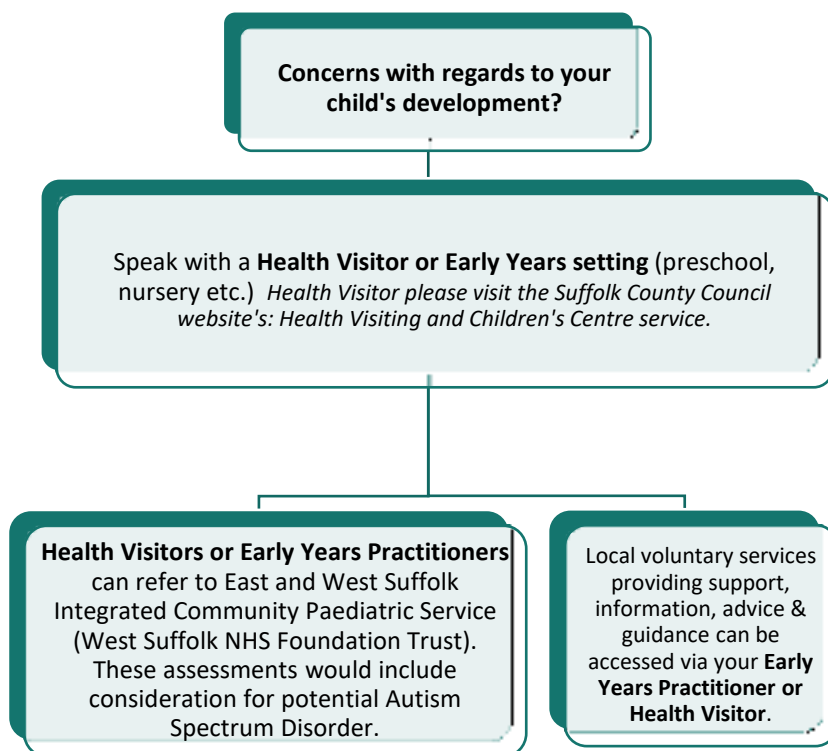 Concerns with regards to your
child's development?
Speak with a Health Visitor or Early Years setting (preschool,
nursery etc.) Health Visitor please visit the Suffolk County Council
website's: Health Visiting and Children's Centre service.
Health Visitors or Early Years Practitioners
can refer to East and West Suffolk
Integrated Community Paediatric Service
(West Suffolk NHS Foundation Trust).
These assessments would include
consideration for potential Autism
Spectrum Disorder.
Local voluntary services
providing support,
information, advice &
guidance can be
accessed via your Early
Years Practitioner or
Health Visitor.